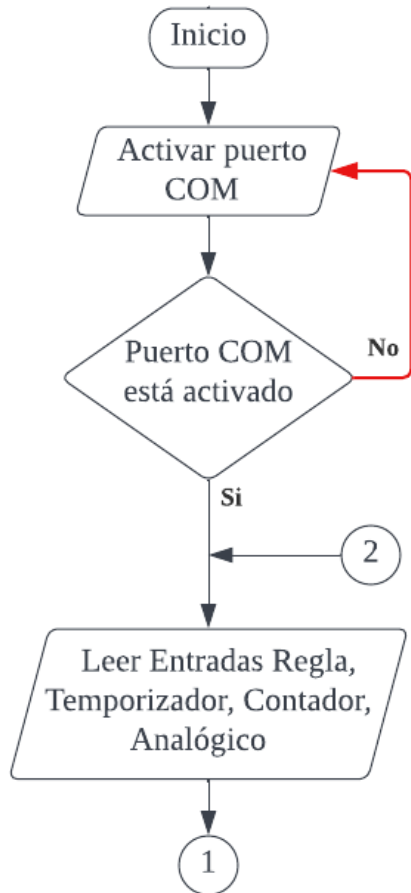 Inicio
Activar puerto
COM
Puerto COM
está activado
No
Si
2
Leer Entradas Regla,
Temporizador, Contador,
Analógico
1